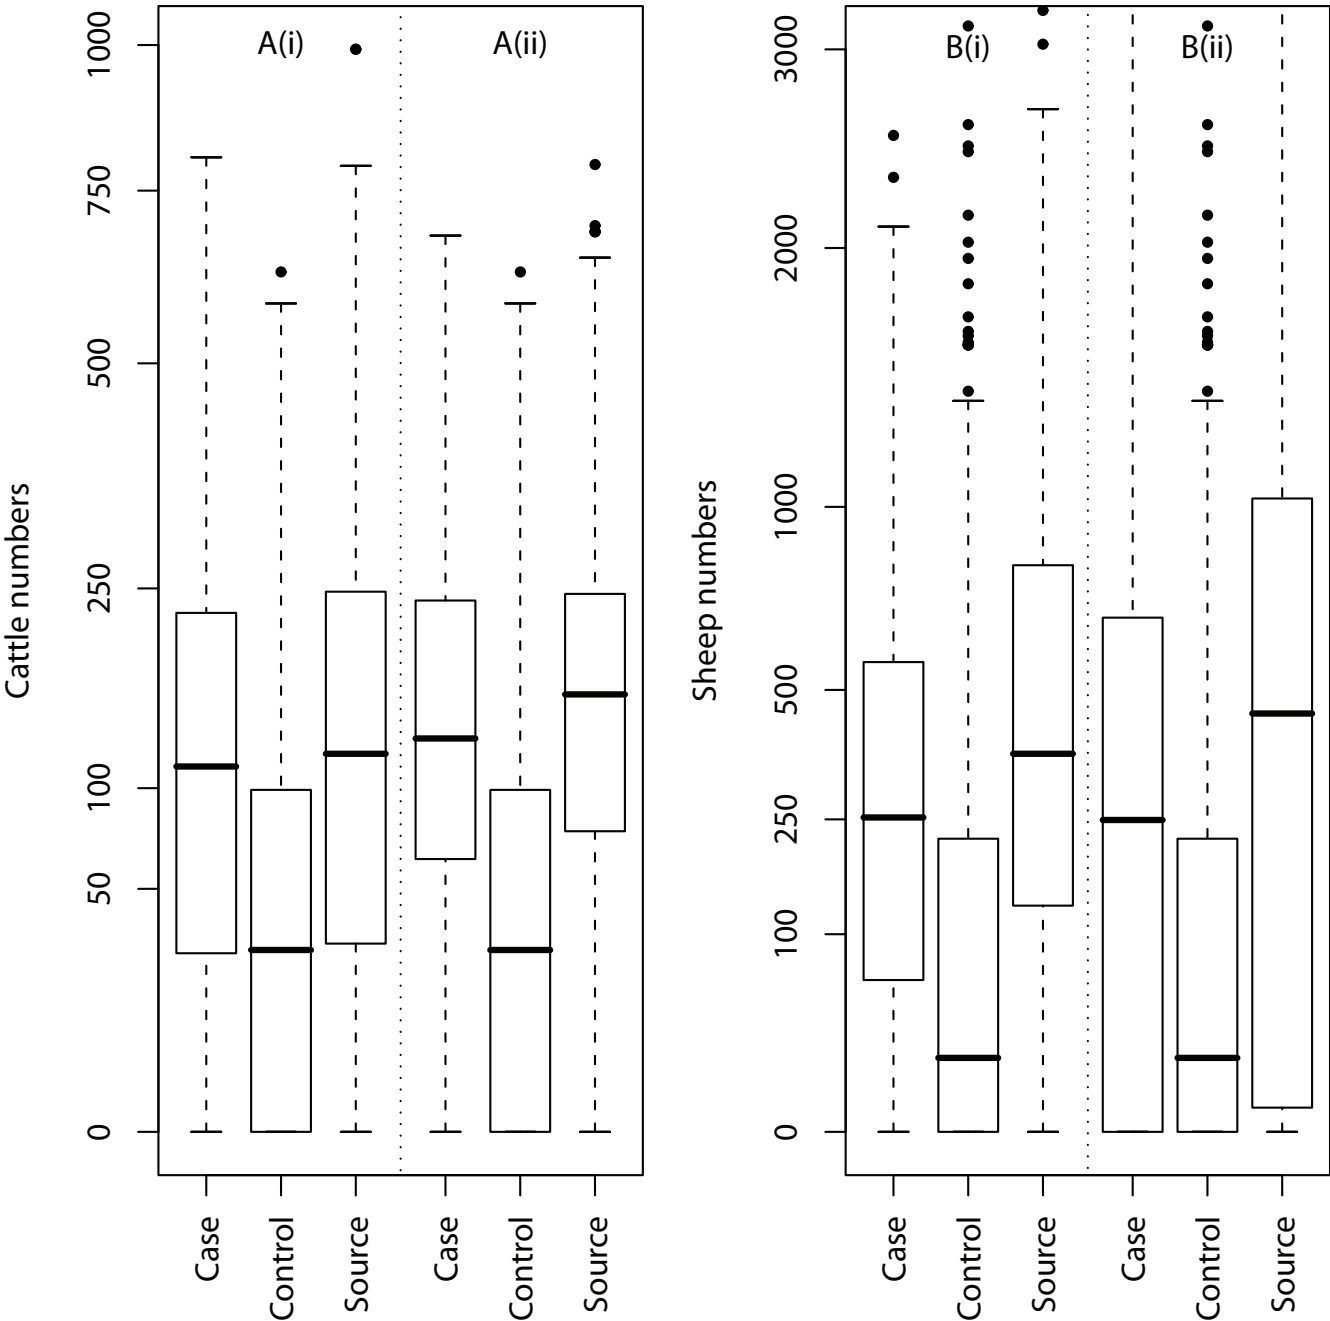 A(i) A(ii)
Cattle numbers
1000
750
500
250
100
50
0
Case Control Source Case Control Source
B(i) B(ii)
Sheep numbers
3000
2000
1000
500
250
100
0
Case Control Source Case Control Source